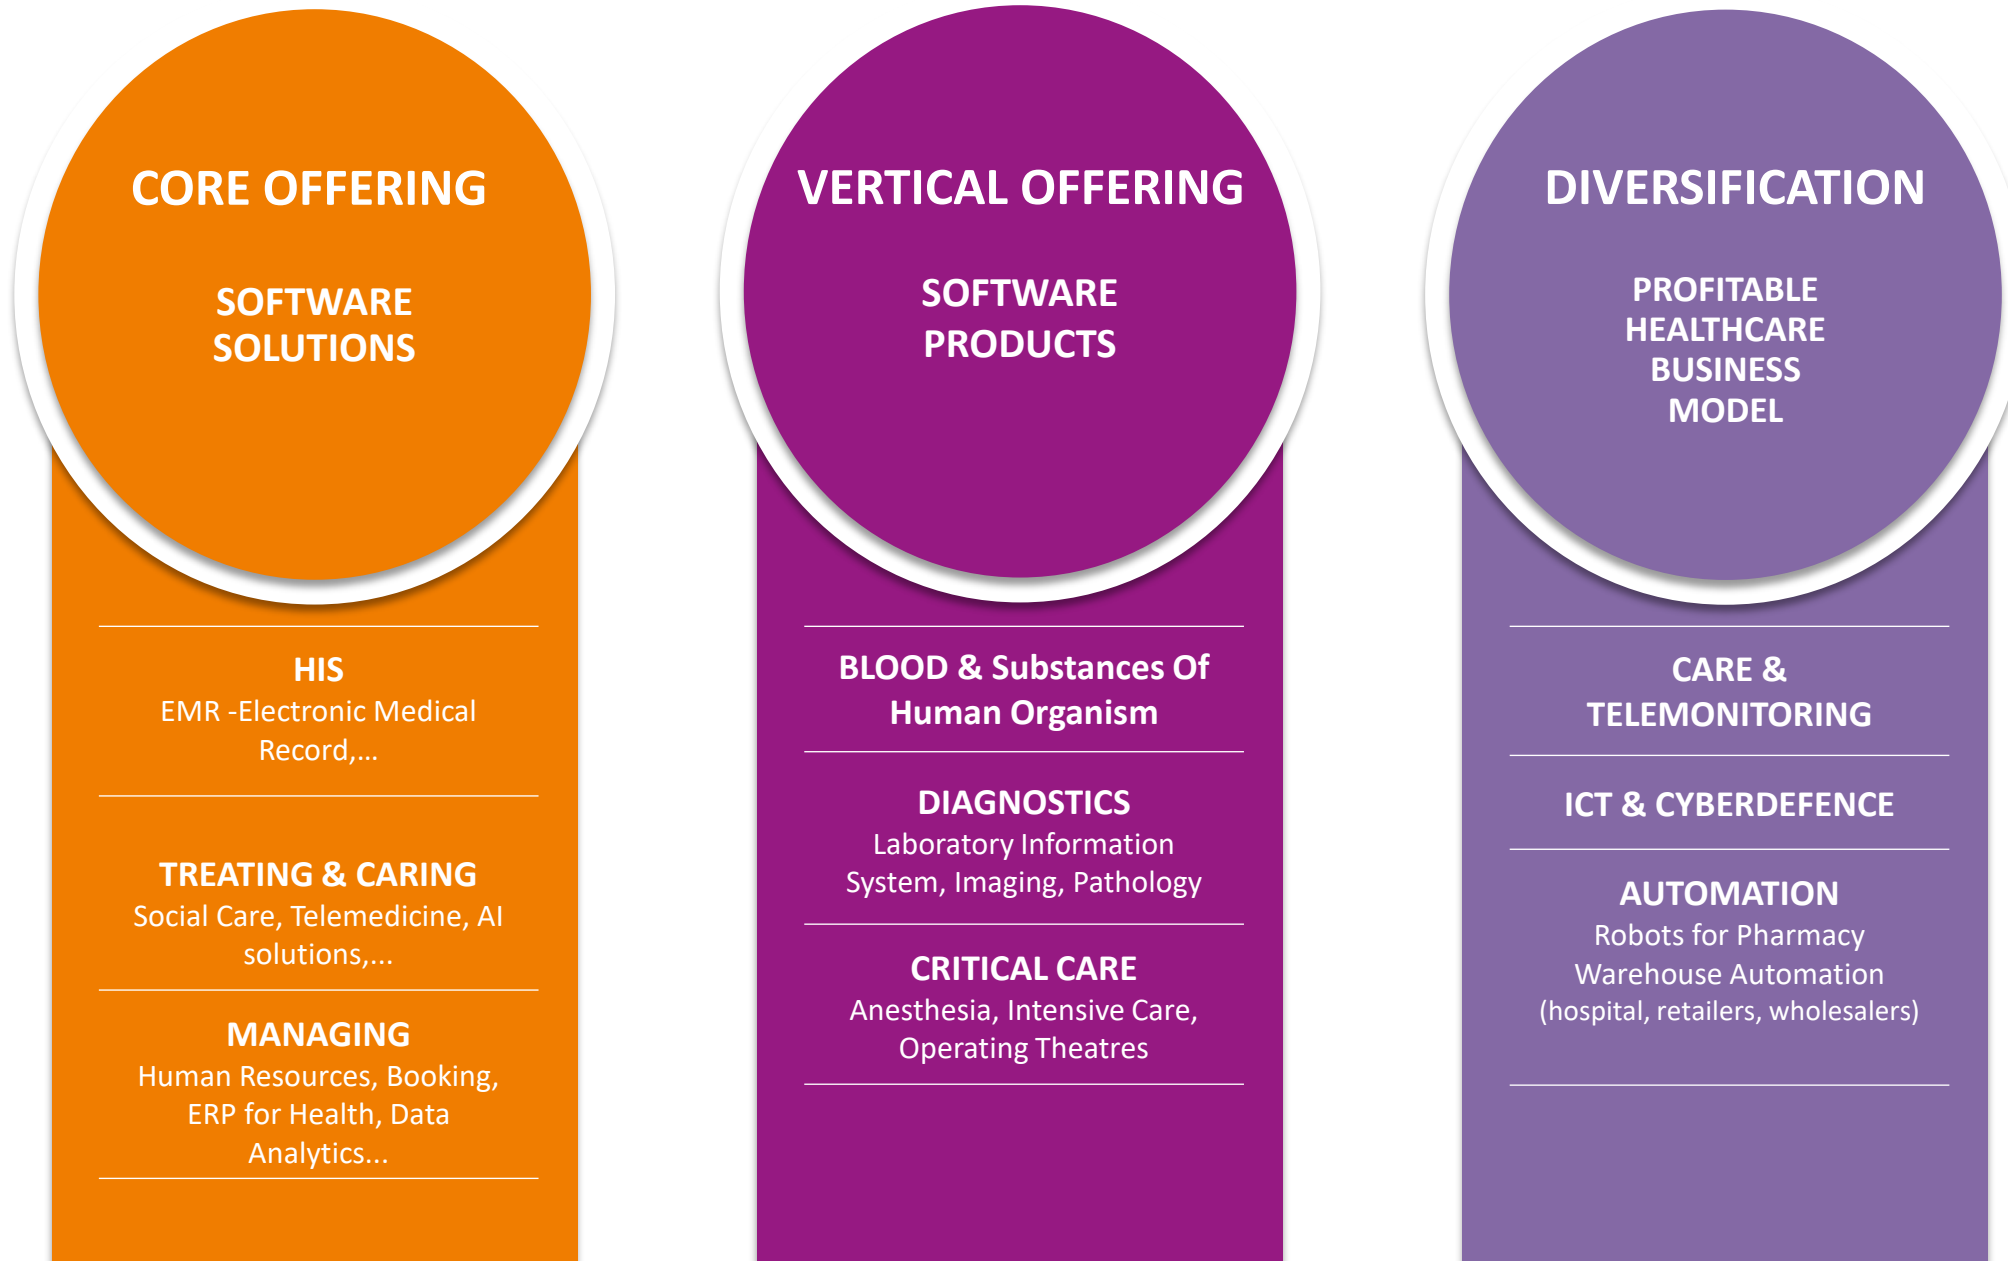 CORE OFFERING
SOFTWARE
SOLUTIONS
HIS
EMR -Electronic Medical
Record,...
TREATING & CARING
Social Care, Telemedicine, AI
solutions,...
MANAGING
Human Resources, Booking,
ERP for Health, Data
Analytics...
VERTICAL OFFERING
SOFTWARE
PRODUCTS
BLOOD & Substances Of
Human Organism
DIAGNOSTICS
Laboratory Information
System, Imaging, Pathology
CRITICAL CARE
Anesthesia, Intensive Care,
Operating Theatres
DIVERSIFICATION
PROFITABLE
HEALTHCARE
BUSINESS
MODEL
CARE &
TELEMONITORING
ICT & CYBERDEFENCE
AUTOMATION
Robots for Pharmacy
Warehouse Automation
(hospital, retailers, wholesalers)